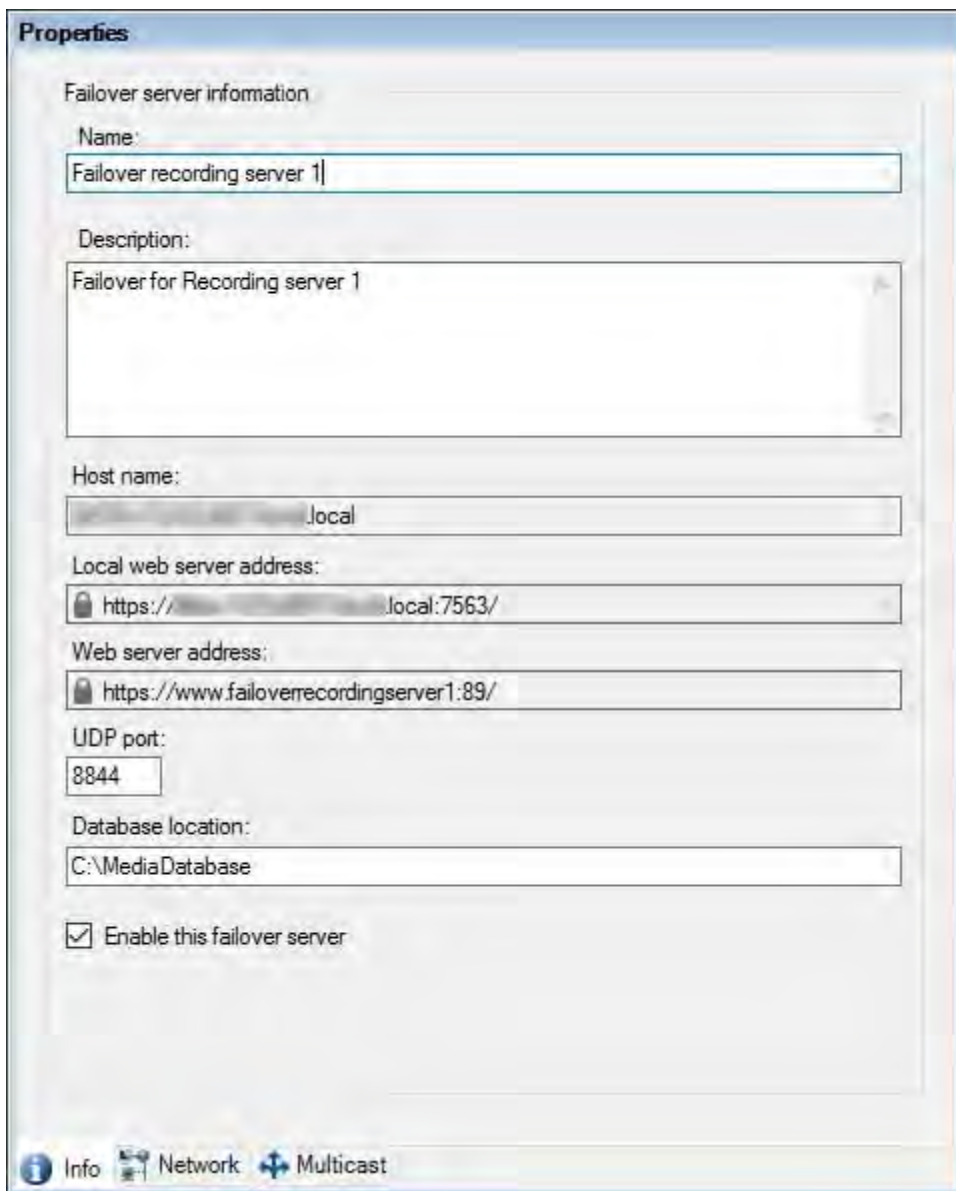 Properties
Failover server information
Name:
Failover recording server 1
Description:
Failover for Recording server 1
Host name:
.local
Local web server address:
https:// .local:7563/
Web server address:
https://www.failoverrecordingserver1:89/
UDP port:
8844
Database location:
C:\MediaDatabase
Enable this failover server
Info Network Multicast